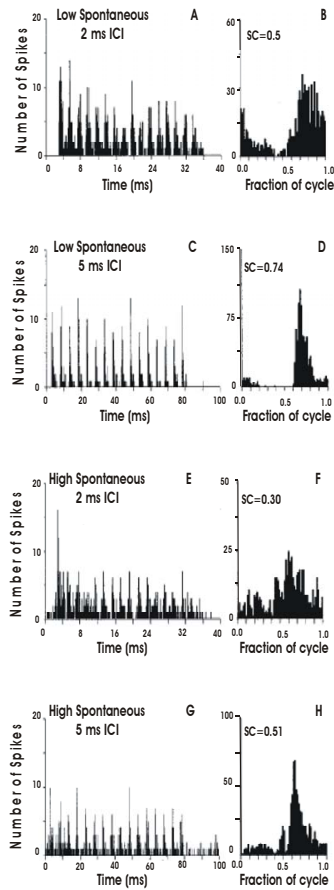 Low Spontaneous
2 ms ICI
A
Number of Spikes
20
10
0
0 8 16 24 32 40
Time (ms)
B
SC=0.5
60
30
15
0
0.0 0.5 1.0
Fraction of cycle
Low Spontaneous
5 ms ICI
C
Number of Spikes
20
10
0
0 20 40 60 80 100
Time (ms)
D
SC=0.74
150
75
0
0.0 0.5 1.0
Fraction of cycle
High Spontaneous
2 ms ICI
E
Number of Spikes
20
10
0
0 8 16 24 32 40
Time (ms)
F
SC=0.30
50
25
0
0.0 0.5 1.0
Fraction of cycle
High Spontaneous
5 ms ICI
G
Number of Spikes
20
10
0
0 20 40 60 80 100
Time (ms)
H
SC=0.51
100
50
0
0.0 0.5 1.0
Fraction of cycle